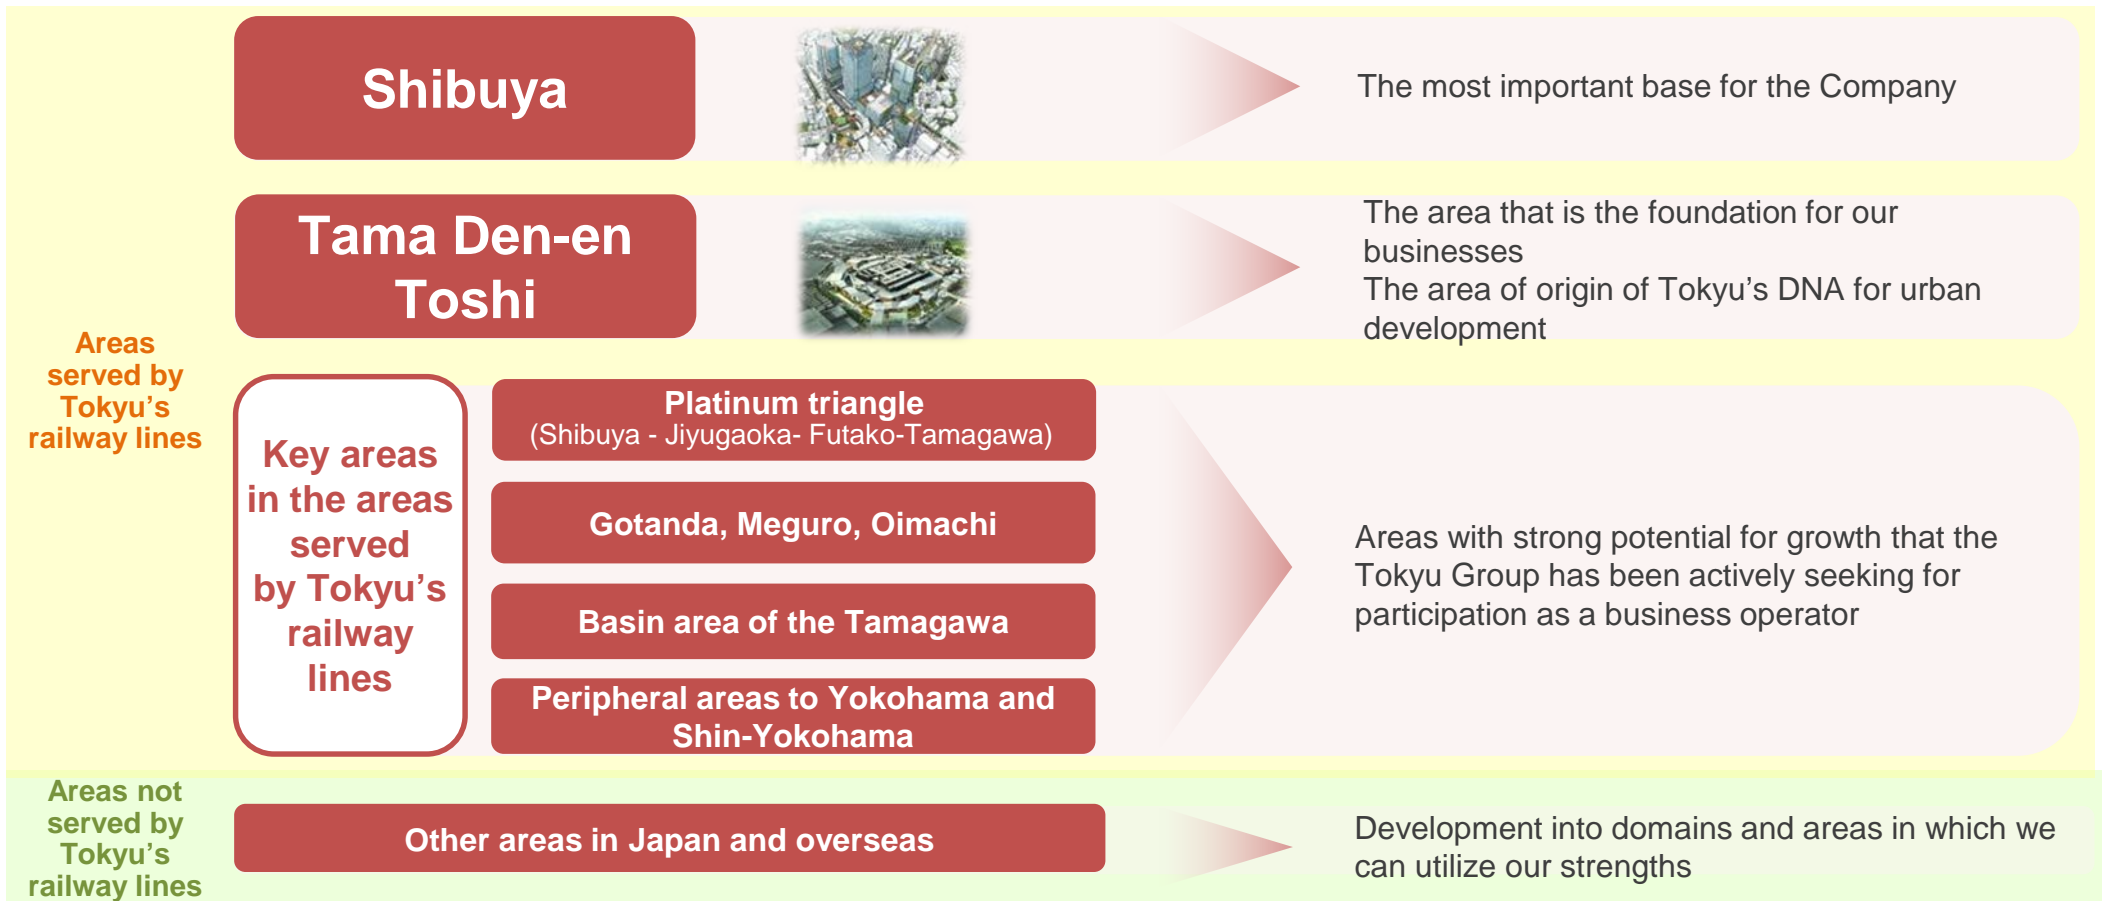 Shibuya
The most important base for the Company
Tama Den-en
Toshi
The area that is the foundation for our
businesses
The area of origin of Tokyu’s DNA for urban
development
Areas
served by
Tokyu’s
railway lines
Key areas
in the areas
served
by Tokyu’s
railway
lines
Platinum triangle
(Shibuya - Jiyugaoka- Futako-Tamagawa)
Gotanda, Meguro, Oimachi
Basin area of the Tamagawa
Peripheral areas to Yokohama and
Shin-Yokohama
Areas with strong potential for growth that the
Tokyu Group has been actively seeking for
participation as a business operator
Areas not
served by
Tokyu’s
railway lines
Other areas in Japan and overseas
Development into domains and areas in which we
can utilize our strengths